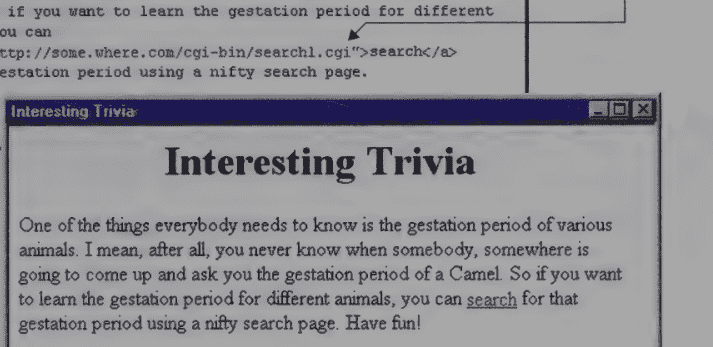 if you want to learn the gestation period for different
ou can
ttp://some.where.com/cgi-bin/search1.cgi">search</a>
estation period using a nifty search page.
Interesting Trivia
Interesting Trivia
One of the things everybody needs to know is the gestation period of various
animals. I mean, after all, you never know when somebody, somewhere is
going to come up and ask you the gestation period of a Camel. So if you want
to learn the gestation period for different animals, you can search for that
gestation period using a nifty search page. Have fun!